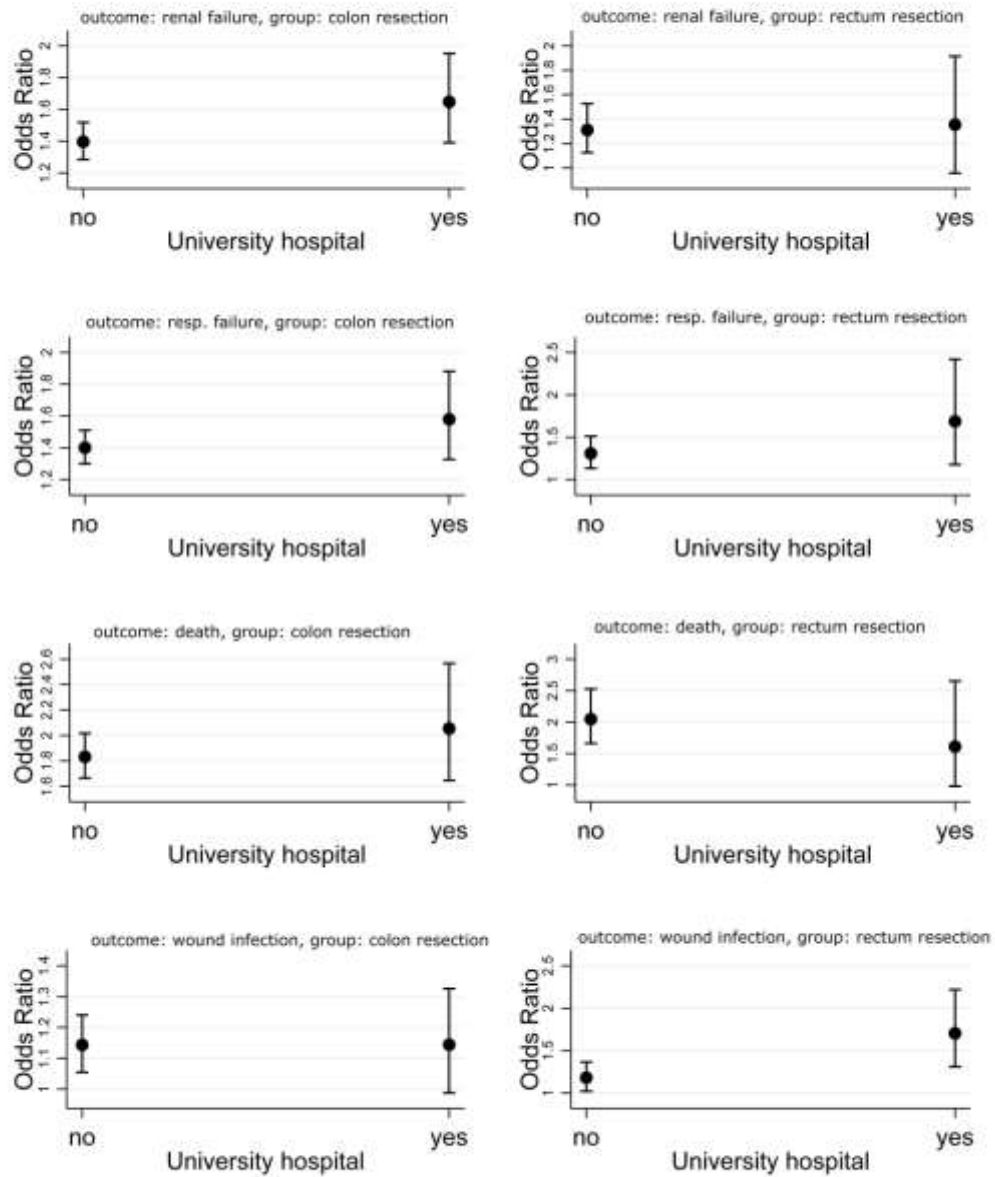 outcome: renal failure, group: colon resection
Odds Ratio
2
1.8
1.6
1.4
1.2
no
yes
University hospital
outcome: renal failure, group: rectum resection
Odds Ratio
2
1.8
1.6
1.4
1.2
1
no
yes
University hospital
outcome: resp. failure, group: colon resection
Odds Ratio
2
1.8
1.6
1.4
1.2
no
yes
University hospital
outcome: resp. failure, group: rectum resection
Odds Ratio
2.5
2
1.5
1
no
yes
University hospital
outcome: death, group: colon resection
Odds Ratio
2.6
2.4
2.2
2
1.8
1.6
no
yes
University hospital
outcome: death, group: rectum resection
Odds Ratio
3
2.5
2
1.5
1
no
yes
University hospital
outcome: wound infection, group: colon resection
Odds Ratio
1.4
1.3
1.2
1.1
1
no
yes
University hospital
outcome: wound infection, group: rectum resection
Odds Ratio
2.5
2
1.5
1
no
yes
University hospital